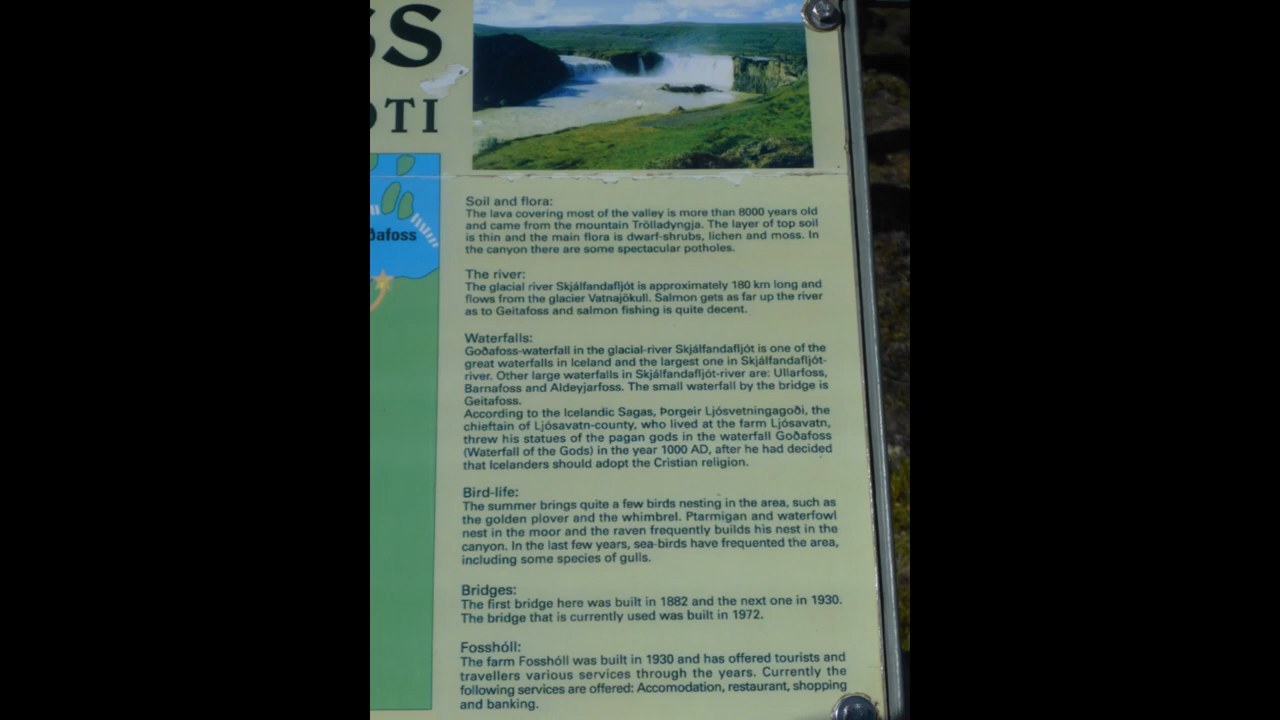 SS
ÐTI
ðafoss
Soil and flora:
The lava covering most of the valley is more than 8000 years old
and came from the mountain Trölladyngja. The layer of top soil
is thin and the main flora is dwarf-shrubs, lichen and moss. In
the canyon there are some spectacular potholes.
The river:
The glacial river Skjálfandafljót is approximately 180 km long and
flows from the glacier Vatnajökull. Salmon gets as far up the river
as to Geitafoss and salmon fishing is quite decent.
Waterfalls:
Goðafoss-waterfall in the glacial-river Skjálfandafljót is one of the
great waterfalls in Iceland and the largest one in Skjálfandafljót-
river. Other large waterfalls in Skjálfandafljót-river are: Ullarfoss,
Barnafoss and Aldeyjarfoss. The small waterfall by the bridge is
Geitafoss.
According to the Icelandic Sagas, Þorgeir Ljósvetningagoði, the
chieftain of Ljósavatn-county, who lived at the farm Ljósavatn,
threw his statues of the pagan gods in the waterfall Goðafoss
(Waterfall of the Gods) in the year 1000 AD, after he had decided
that Icelanders should adopt the Cristian religion.
Bird-life:
The summer brings quite a few birds nesting in the area, such as
the golden plover and the whimbrel. Ptarmigan and waterfowl
nest in the moor and the raven frequently builds his nest in the
canyon. In the last few years, sea-birds have frequented the area,
including some species of gulls.
Bridges:
The first bridge here was built in 1882 and the next one in 1930.
The bridge that is currently used was built in 1972.
Fosshóll:
The farm Fosshóll was built in 1930 and has offered tourists and
travellers various services through the years. Currently the
following services are offered: Accomodation, restaurant, shopping
and banking.